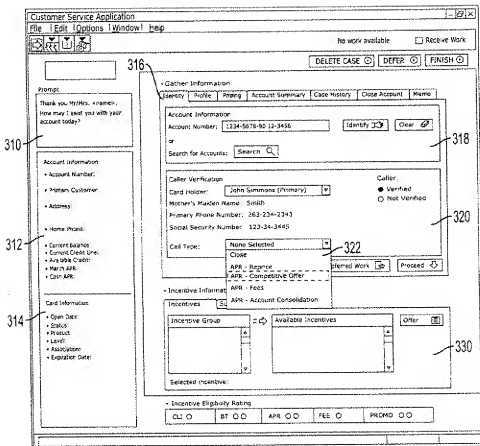 Customer Service Application
File Edit Options Window Help
No work available
Receive Work
DELETE CASE
DEFER
FINISH
316
Prompt
Thank you Mr/Mrs. <name>.
How may I assist you with your
account today?
310
Account Information
• Account Number:
• Primary Customer
• Address:
• Home Phone:
312
• Current Balance:
• Current Credit Line:
• Available Credit:
• Merch APR:
• Cash APR:
Card Information
314
• Open Date:
• Status:
• Product
• Level:
• Association:
• Expiration Date:
• Gather Information
Identity Profile Pricing Account Summary Case History Close Account Memo
Account Information
Account Number: 1234-5678-90 12-3456
Identify
Clear
318
or
Search for Accounts: Search
Caller Verification
Caller:
Card Holder: John Simmons (Primary)
Verified
Not Verified
Mother's Maiden Name: Smith
Primary Phone Number: 263-234-2343
320
Social Security Number: 123-34-3445
Call Type: None Selected
322
Close
APR - Reprice
APR - Competitive Offer
APR - Fees
APR - Account Consolidation
Proceed
Incentives
Incentive Group
Available Incentives
Offer
330
Selected Incentive:
• Incentive Eligibility Rating
CLI
BT
APR
FEE
PROMO